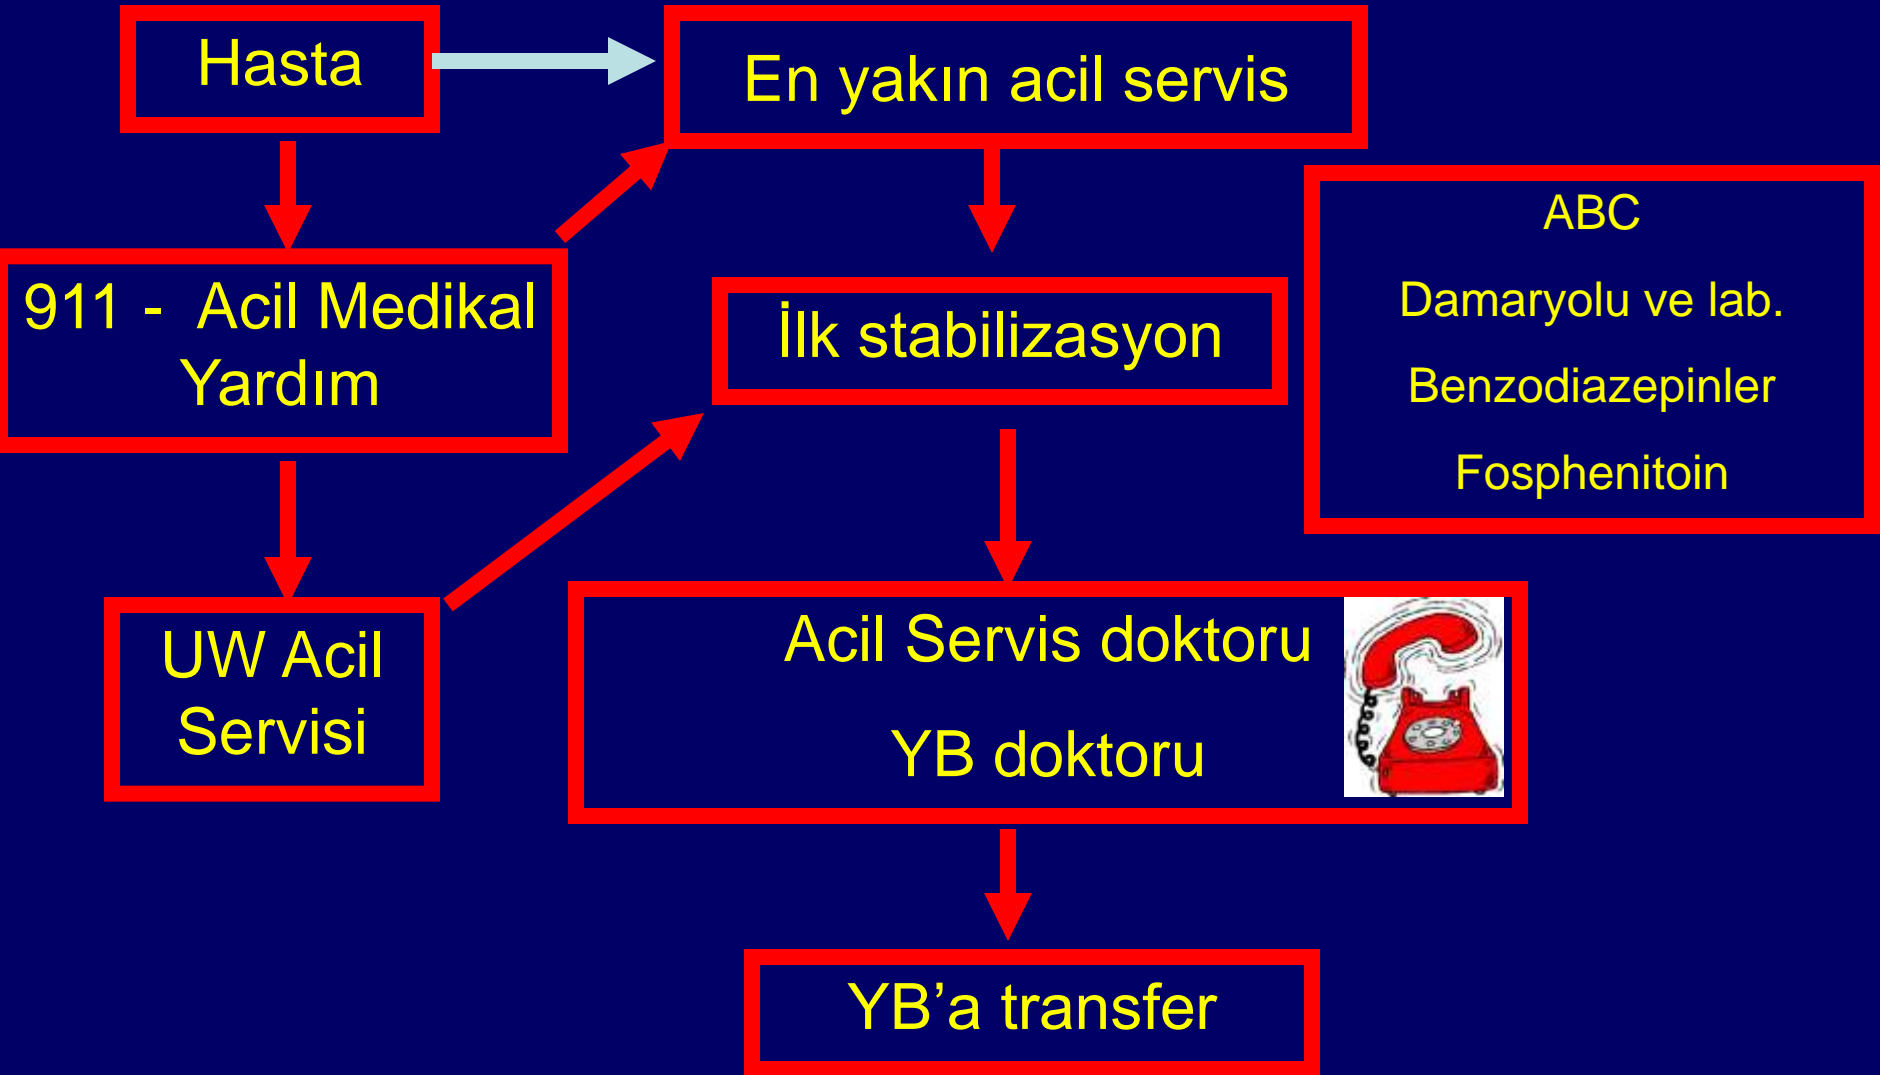 Hasta
En yakın acil servis
911 - Acil Medikal
Yardım
İlk stabilizasyon
ABC
Damaryolu ve lab.
Benzodiazepinler
Fosphenitoin
UW Acil
Servisi
Acil Servis doktoru
YB doktoru
YB’a transfer